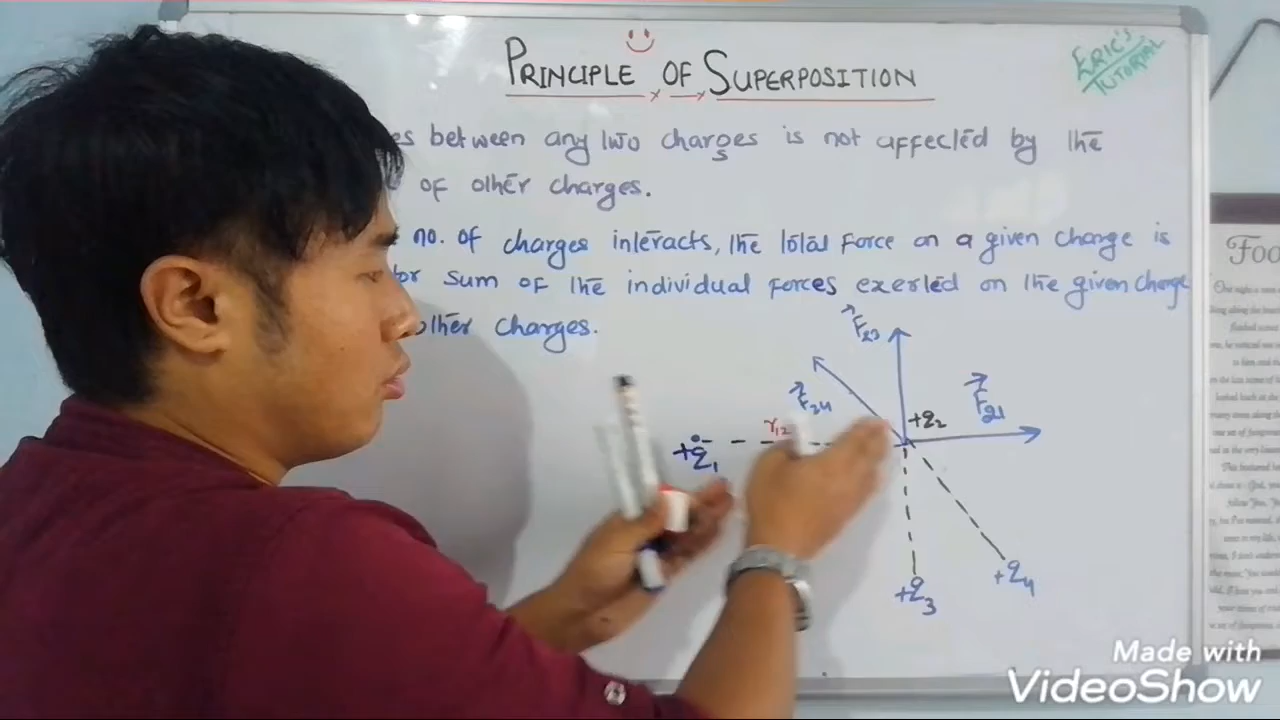 PRINCIPLE OF SUPERPOSITION
ERIC'S
TUTORIAL
es between any two charges is not affected by the
of other charges.
no. of charges interacts, the total force on a given charge is
tor sum of the individual forces exerted on the given charge
other charges.
F23
F24
F21
+q2
r12
+q1
+q3
+q4
Foo
Made with
VideoShow